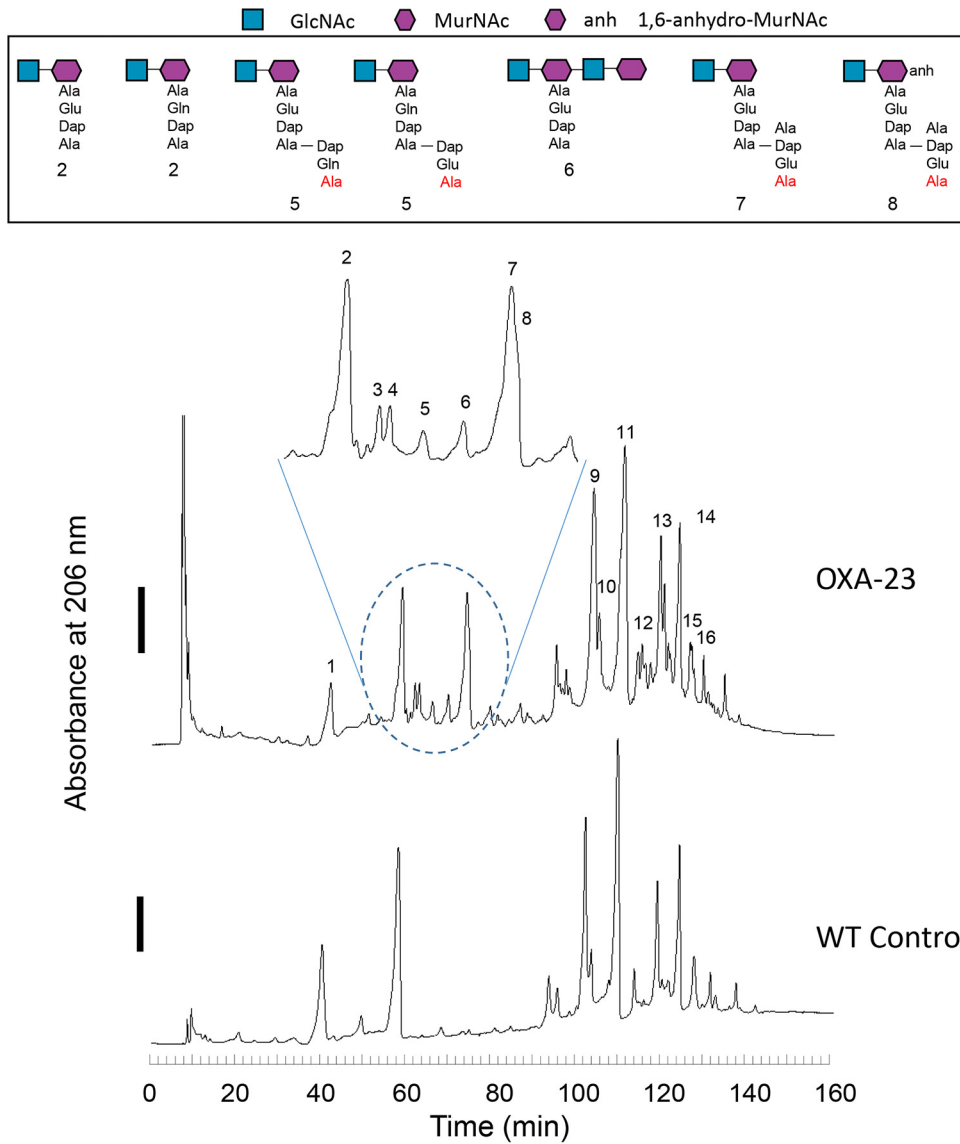 GlcNAc MurNAc anh 1,6-anhydro-MurNAc
Ala Ala Ala Ala Ala Ala Ala anh
Glu Gln Glu Gln Glu Glu Glu
Dap Dap Dap Dap Dap Dap Ala Dap Ala
Ala Ala Ala — Dap Ala — Dap Ala Ala — Dap Ala — Dap
Gln Glu Glu Glu
Ala Ala Ala Ala
2 2 5 5 6 7 8
2
7
8
3 4
5
6
11
9
10
13
14
12
15
16
1
OXA-23
WT Contro
Absorbance at 206 nm
0 20 40 60 80 100 120 140 160
Time (min)